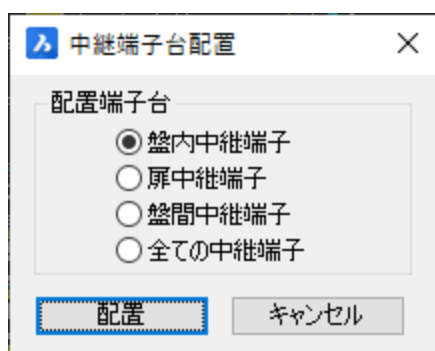 中継端子台配置
配置端子台
盤内中継端子
扉中継端子
盤間中継端子
全ての中継端子
配置
キャンセル